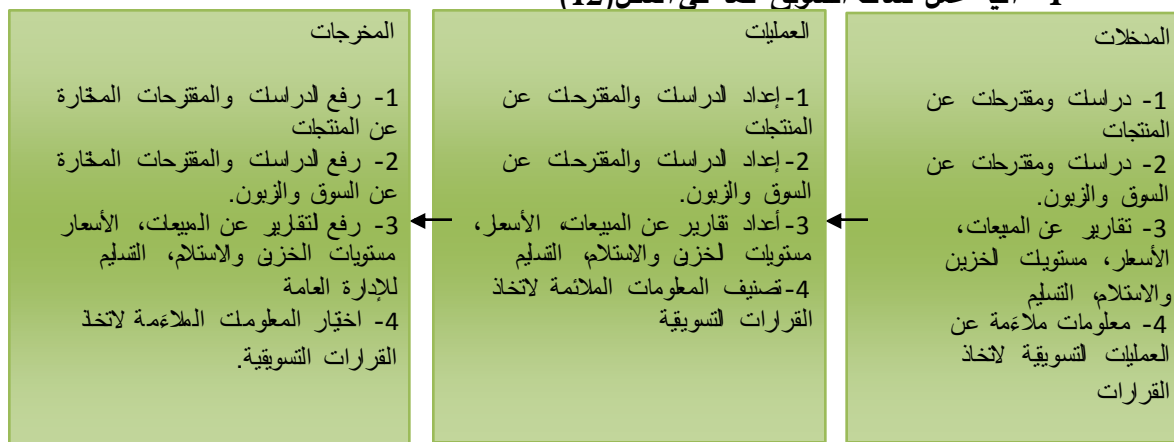 المدخلات
1- دراسات ومقترحات عن
المنتجات
2- دراسات ومقترحات عن
السوق والزبون.
3- تقارير عن المبيعات،
الأسعار، مستويات الخزين
والاستلام، التسليم
4- معلومات ملاءمة عن
العمليات التسويقية لاتخاذ
القرارات
العمليات
1-إعداد الدراسات والمقترحات عن
المنتجات
2-إعداد الدراسات والمقترحات عن
السوق والزبون.
3-أعداد تقارير عن المبيعات، الأسعار،
مستويات الخزن والاستلام، التسليم
4-تصنيف المعلومات الملائمة لاتخاذ
القرارات التسويقية
المخرجات
1- رفع الدراسات والمقترحات المختارة
عن المنتجات
2- رفع الدراسات والمقترحات المختارة
عن السوق والزبون.
3- رفع التقارير عن المبيعات، الأسعار
مستويات الخزن والاستلام، التسليم
للإدارة العامة
4- اختيار المعلومات الملاءمة لاتخاذ
القرارات التسويقية.